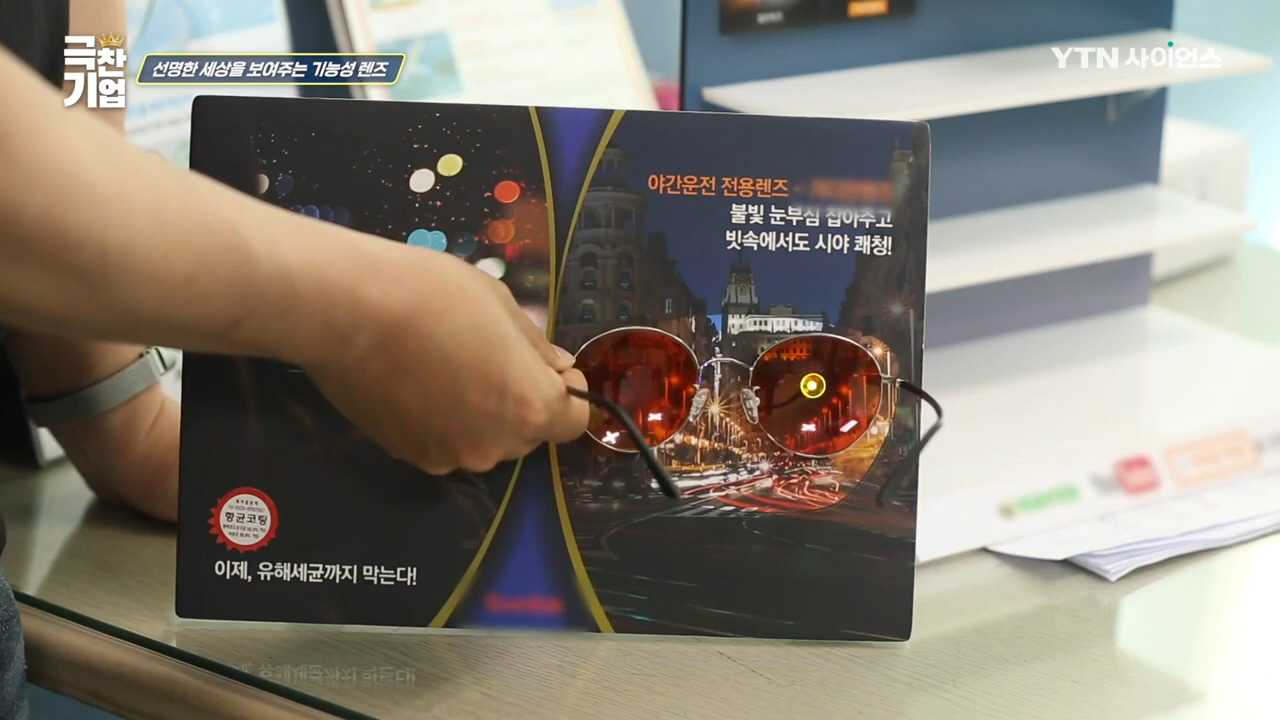 극찬
기업
선명한 세상을 보여주는 기능성 렌즈
YTN 사이언스
야간운전 전용렌즈 -
불빛 눈부심 잡아주고
빗속에서도 시야 쾌청!
항균코팅
이제, 유해세균까지 막는다!